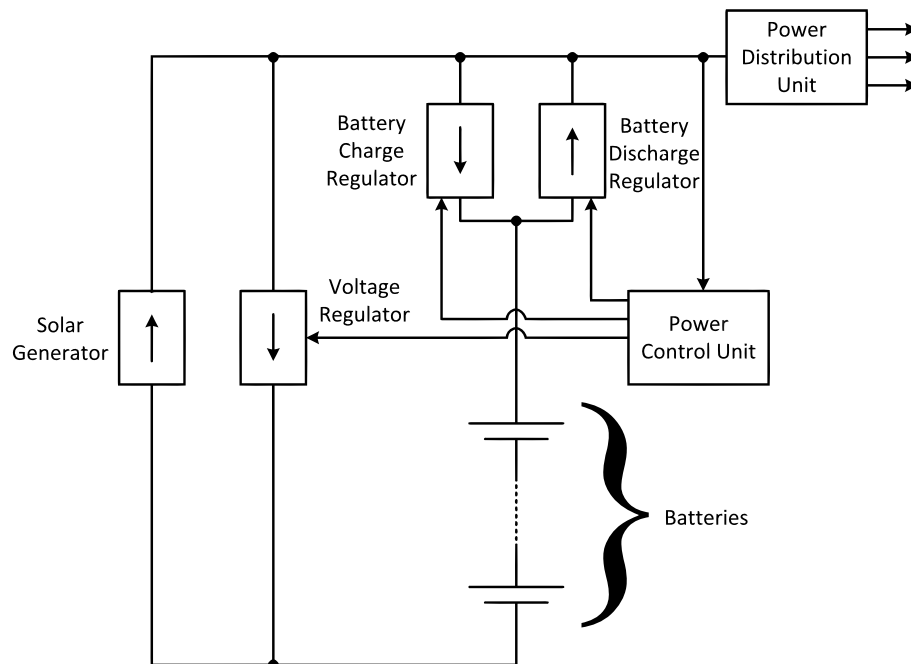 Power
Distribution
Unit
Battery
Charge
Regulator
Battery
Discharge
Regulator
Voltage
Regulator
Solar
Generator
Power
Control Unit
Batteries